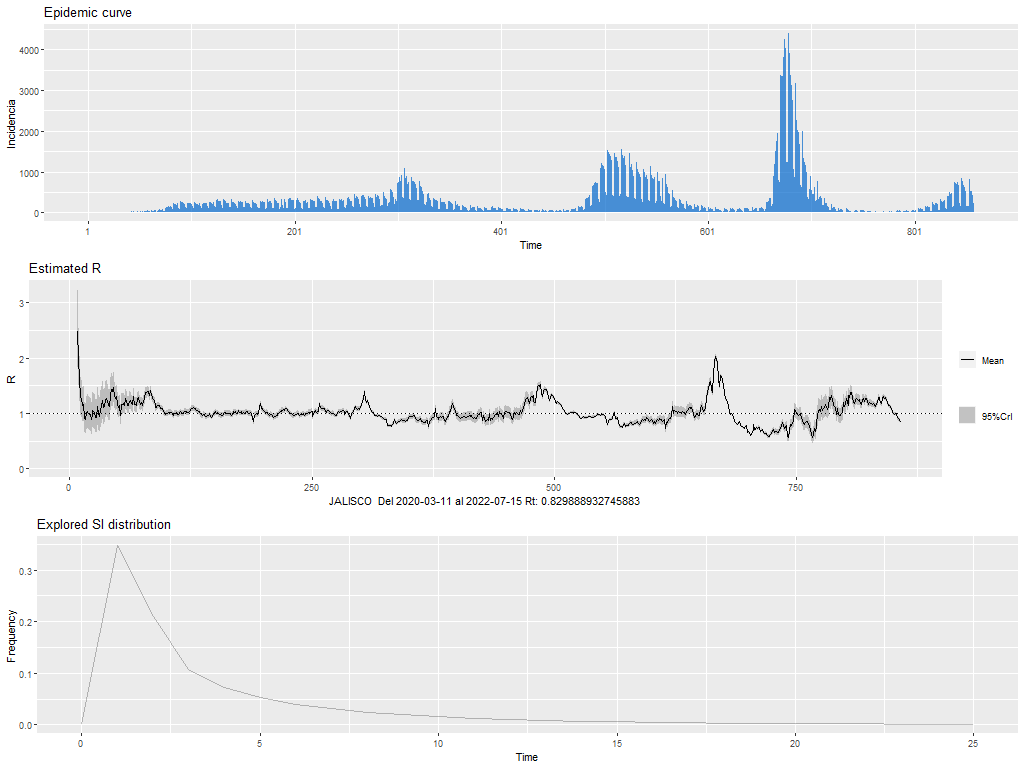 Epidemic curve
4000
3000
2000
1000
0
Incidencia
1
201
401
601
801
Time
Estimated R
3
2
1
0
R
Mean
95%CrI
0
250
500
750
JALISCO Del 2020-03-11 al 2022-07-15 Rt: 0.829888932745883
Explored SI distribution
0.3
0.2
0.1
0.0
Frequency
0
5
10
15
20
25
Time